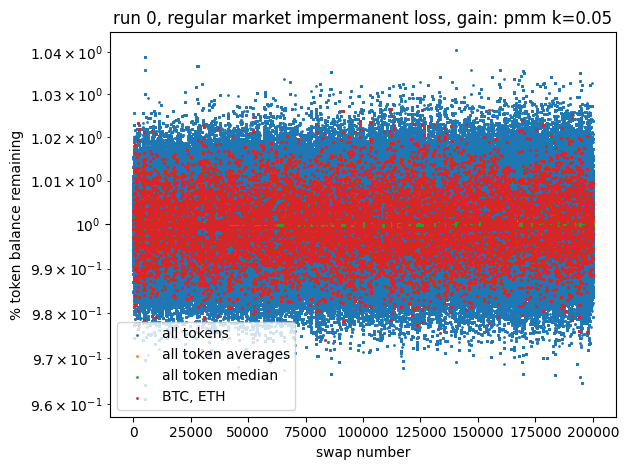 run 0, regular market impermanent loss, gain: pmm k=0.05
1.04 × 10⁰
1.03 × 10⁰
1.02 × 10⁰
1.01 × 10⁰
10⁰
9.9 × 10⁻¹
9.8 × 10⁻¹
9.7 × 10⁻¹
9.6 × 10⁻¹
% token balance remaining
all tokens
all token averages
all token median
BTC, ETH
0 25000 50000 75000 100000 125000 150000 175000 200000
swap number